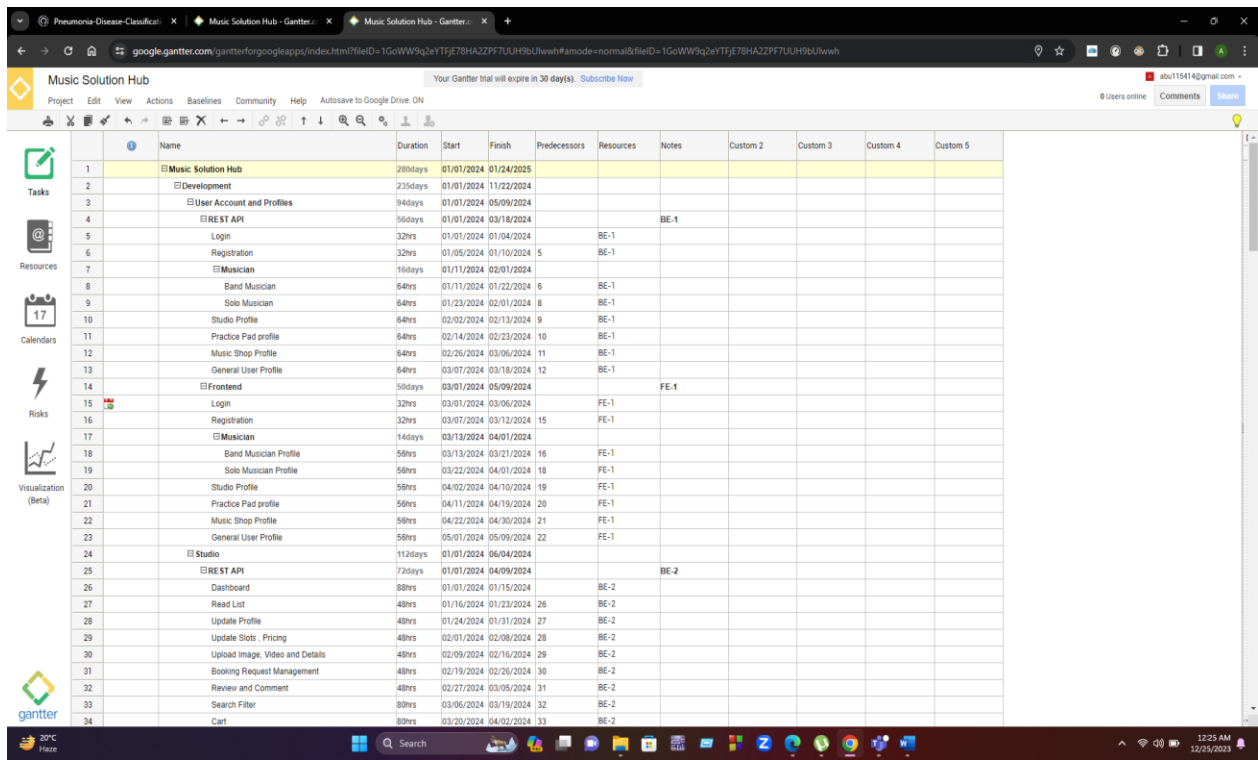 Pneumonia-Disease-Classificati
Music Solution Hub - Gantter.c
Music Solution Hub - Gantter.c
google.gantter.com/gantterforgoogleapps/index.html?fileID=1GoWW9q2eYTFjE78HA2ZPF7UUH9bUlwwh#amode=normal&fileID=1GoWW9q2eYTFjE78HA2ZPF7UUH9bUlwwh
Music Solution Hub
Your Gantter trial will expire in 30 day(s). Subscribe Now
abu115414@gmail.com
Project Edit View Actions Baselines Community Help Autosave to Google Drive: ON
0 Users online Comments Share
Name Duration Start Finish Predecessors Resources Notes Custom 2 Custom 3 Custom 4 Custom 5
1 Music Solution Hub 280days 01/01/2024 01/24/2025
2 Development 235days 01/01/2024 11/22/2024
3 User Account and Profiles 94days 01/01/2024 05/09/2024
4 REST API 56days 01/01/2024 03/18/2024 BE-1
5 Login 32hrs 01/01/2024 01/04/2024 BE-1
6 Registration 32hrs 01/05/2024 01/10/2024 5 BE-1
7 Musician 16days 01/11/2024 02/01/2024
8 Band Musician 64hrs 01/11/2024 01/22/2024 6 BE-1
9 Solo Musician 64hrs 01/23/2024 02/01/2024 8 BE-1
10 Studio Profile 64hrs 02/02/2024 02/13/2024 9 BE-1
11 Practice Pad profile 64hrs 02/14/2024 02/23/2024 10 BE-1
12 Music Shop Profile 64hrs 02/26/2024 03/06/2024 11 BE-1
13 General User Profile 64hrs 03/07/2024 03/18/2024 12 BE-1
14 Frontend 50days 03/01/2024 05/09/2024 FE-1
15 Login 32hrs 03/01/2024 03/06/2024 FE-1
16 Registration 32hrs 03/07/2024 03/12/2024 15 FE-1
17 Musician 14days 03/13/2024 04/01/2024
18 Band Musician Profile 56hrs 03/13/2024 03/21/2024 16 FE-1
19 Solo Musician Profile 56hrs 03/22/2024 04/01/2024 18 FE-1
20 Studio Profile 56hrs 04/02/2024 04/10/2024 19 FE-1
21 Practice Pad profile 56hrs 04/11/2024 04/19/2024 20 FE-1
22 Music Shop Profile 56hrs 04/22/2024 04/30/2024 21 FE-1
23 General User Profile 56hrs 05/01/2024 05/09/2024 22 FE-1
24 Studio 112days 01/01/2024 06/04/2024
25 REST API 72days 01/01/2024 04/09/2024 BE-2
26 Dashboard 88hrs 01/01/2024 01/15/2024 BE-2
27 Read List 48hrs 01/16/2024 01/23/2024 26 BE-2
28 Update Profile 48hrs 01/24/2024 01/31/2024 27 BE-2
29 Update Slots , Pricing 48hrs 02/01/2024 02/08/2024 28 BE-2
30 Upload Image, Video and Details 48hrs 02/09/2024 02/16/2024 29 BE-2
31 Booking Request Management 48hrs 02/19/2024 02/26/2024 30 BE-2
32 Review and Comment 48hrs 02/27/2024 03/05/2024 31 BE-2
33 Search Filter 80hrs 03/06/2024 03/19/2024 32 BE-2
34 Cart 80hrs 03/20/2024 04/02/2024 33 BE-2
Tasks
Resources
17
Calendars
Risks
Visualization
(Beta)
gantter
20°C
Haze
Search
12:25 AM
12/25/2023